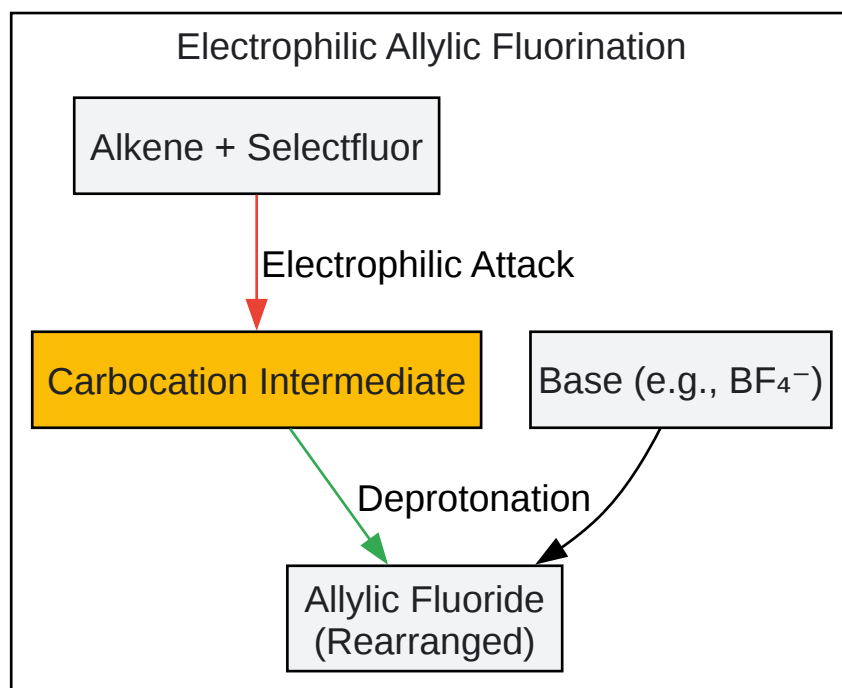 Electrophilic Allylic Fluorination
Alkene + Selectfluor
Electrophilic Attack
Carbocation Intermediate
Base (e.g., BF₄⁻)
Deprotonation
Allylic Fluoride
(Rearranged)